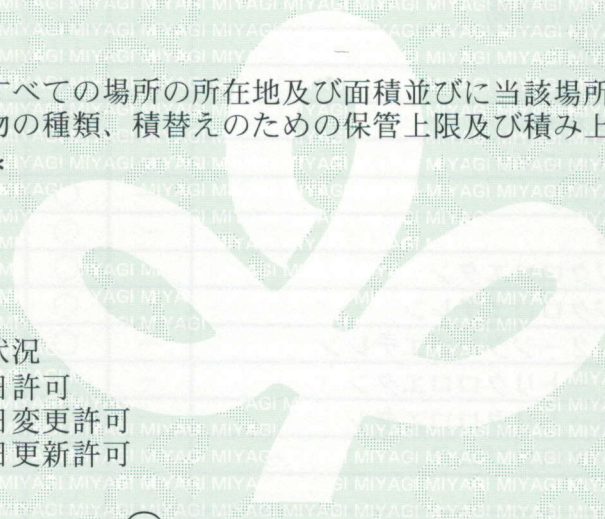 すべての場所の所在地及び面積並びに当該場所
物の種類、積替えのための保管上限及び積み上
*
状況
日許可
日変更許可
日更新許可